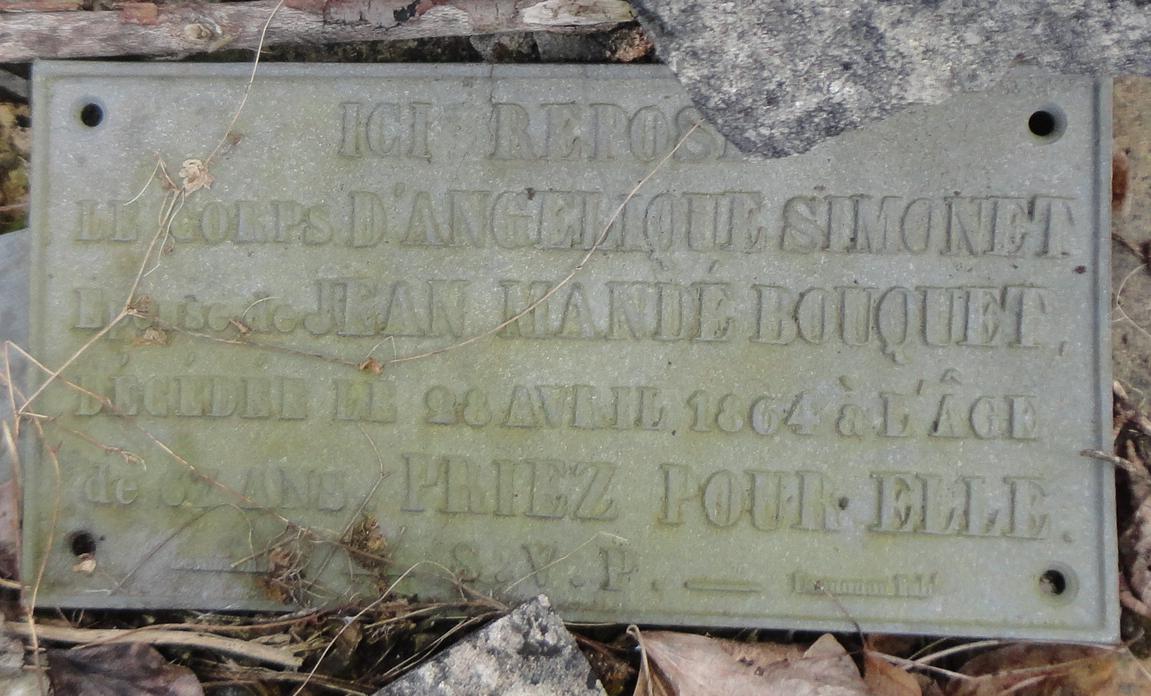 ICI REPOS
LE CORPS D'ANGELIQUE SIMONET
Epouse de JEAN MANDÉ BOUQUET,
DÉCÉDÉE LE 28 AVRIL 1864 à L'ÂGE
de ANS. PRIEZ POUR ELLE.
S.V.P.